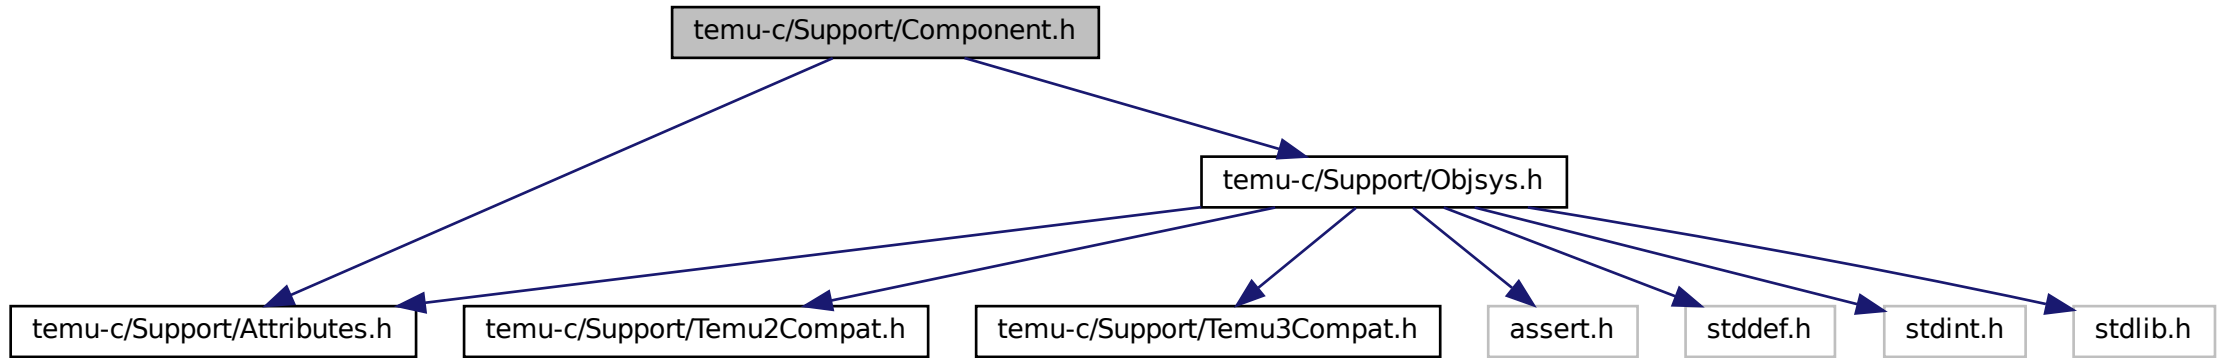 temu-c/Support/Component.h
temu-c/Support/Objsys.h
temu-c/Support/Attributes.h
temu-c/Support/Temu2Compat.h
temu-c/Support/Temu3Compat.h
assert.h
stddef.h
stdint.h
stdlib.h